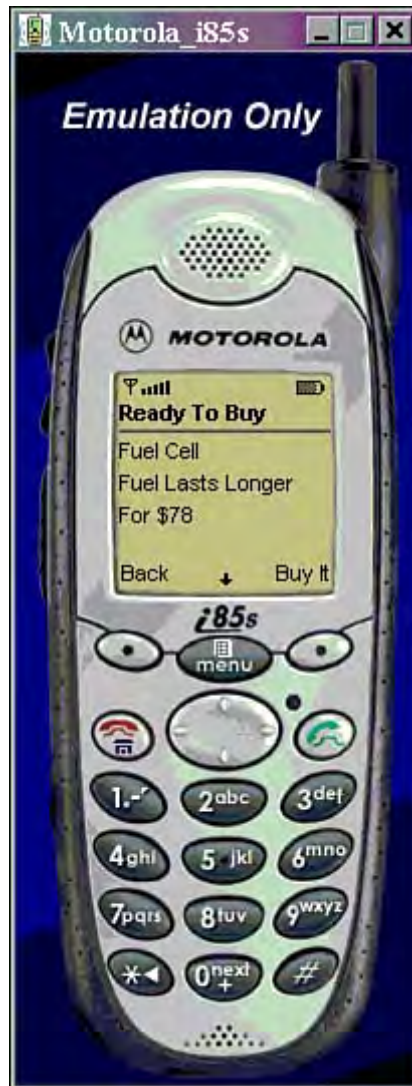 Motorola_i85s
Emulation Only
MOTOROLA
Ready To Buy
Fuel Cell
Fuel Lasts Longer
For $78
Back Buy It
i85s
menu
1.-
2abc 3def
4ghi 5 jkl 6mno
7pqrs 8tuv 9wxyz
* 0next + #